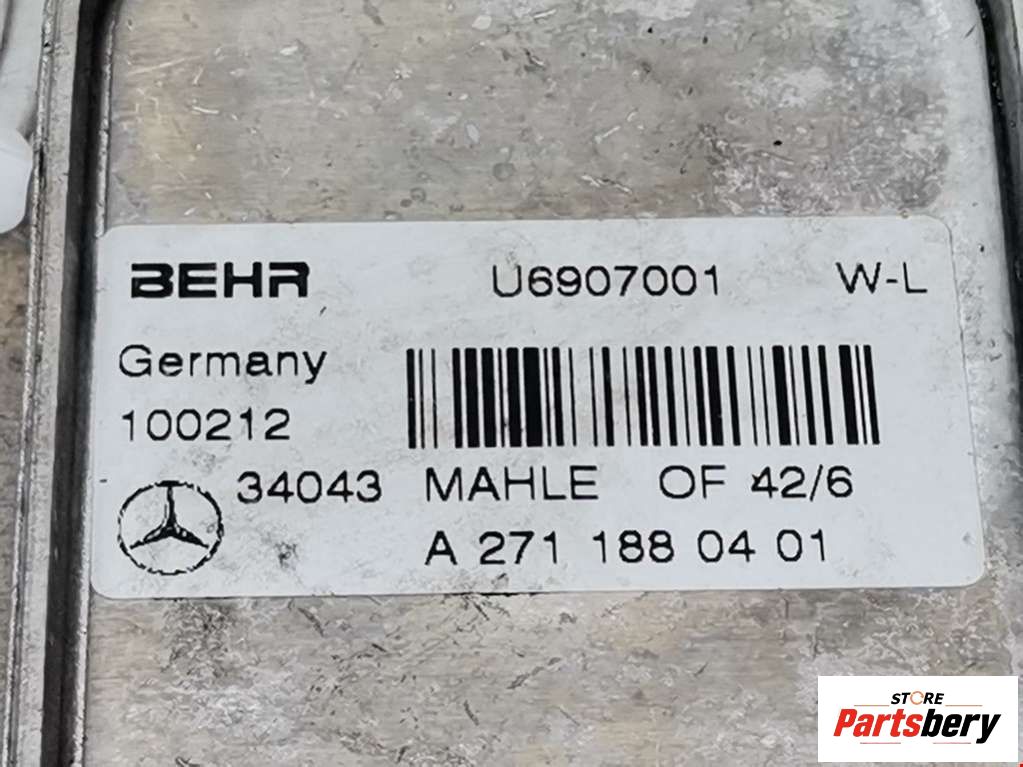 BEHR U6907001 W-L
Germany
100212
34043 MAHLE OF 42/6
A 271 188 04 01
STORE
Partsbery